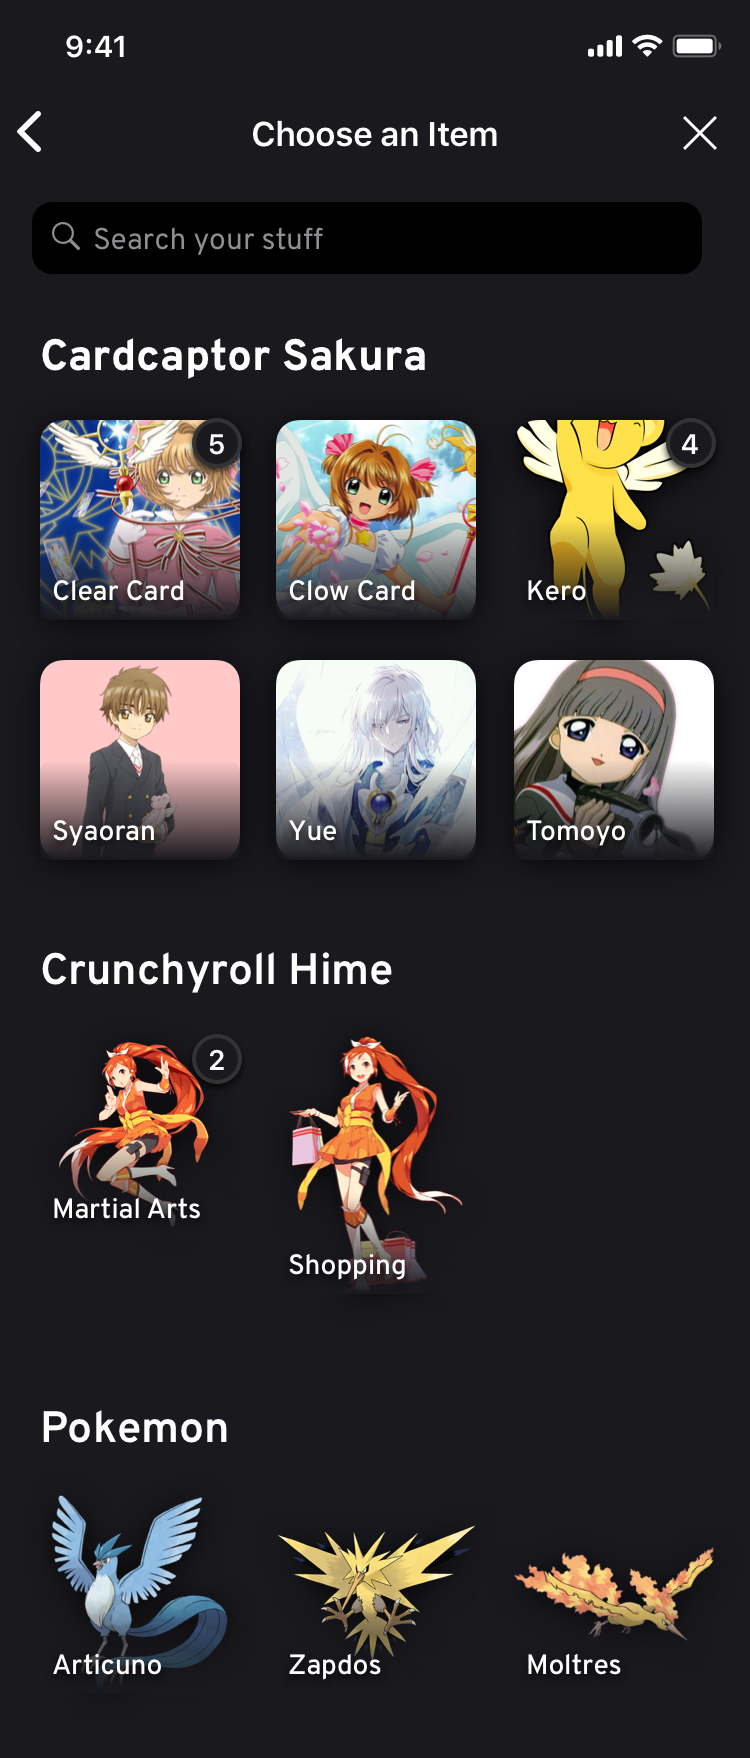 9:41
Choose an Item
Search your stuff
Cardcaptor Sakura
5
4
Clear Card
Clow Card
Kero
Syaoran
Yue
Tomoyo
Crunchyroll Hime
2
Martial Arts
Shopping
Pokemon
Articuno
Zapdos
Moltres